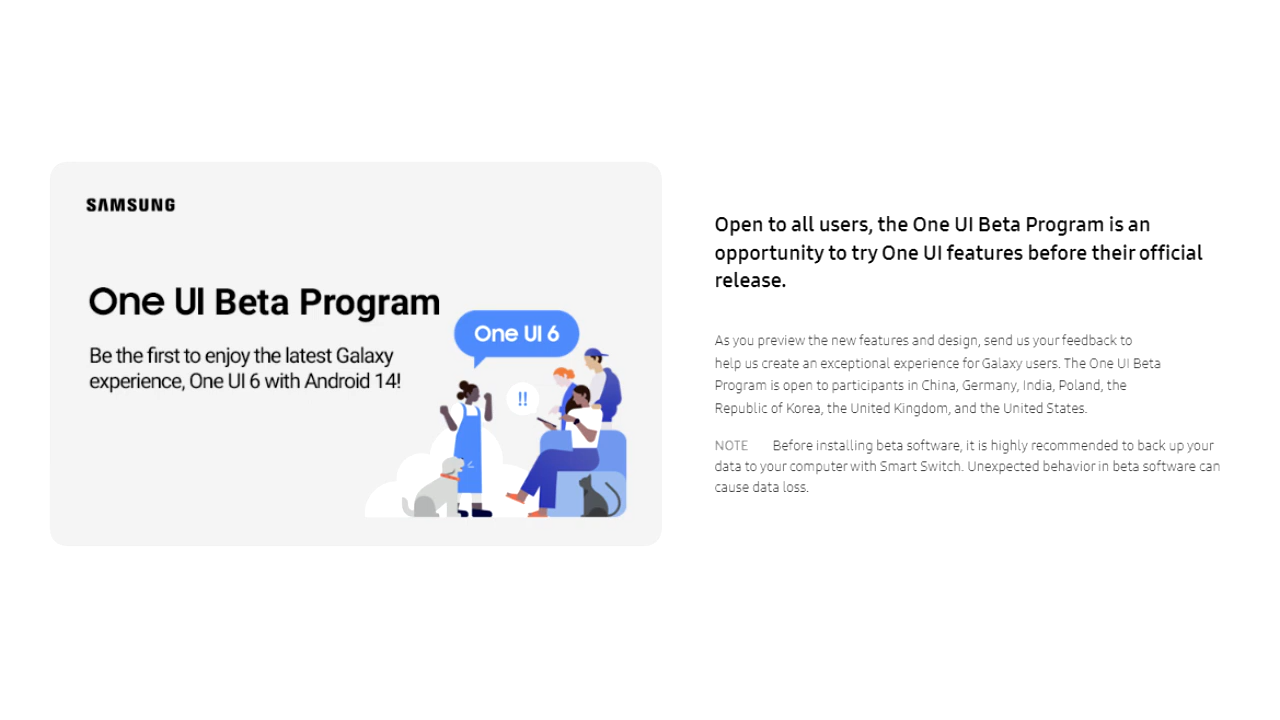 SAMSUNG
One UI Beta Program
Be the first to enjoy the latest Galaxy
experience, One UI 6 with Android 14!
One UI 6
!!
Open to all users, the One UI Beta Program is an
opportunity to try One UI features before their official
release.
As you preview the new features and design, send us your feedback to
help us create an exceptional experience for Galaxy users. The One UI Beta
Program is open to participants in China, Germany, India, Poland, the
Republic of Korea, the United Kingdom, and the United States.
NOTE Before installing beta software, it is highly recommended to back up your
data to your computer with Smart Switch. Unexpected behavior in beta software can
cause data loss.